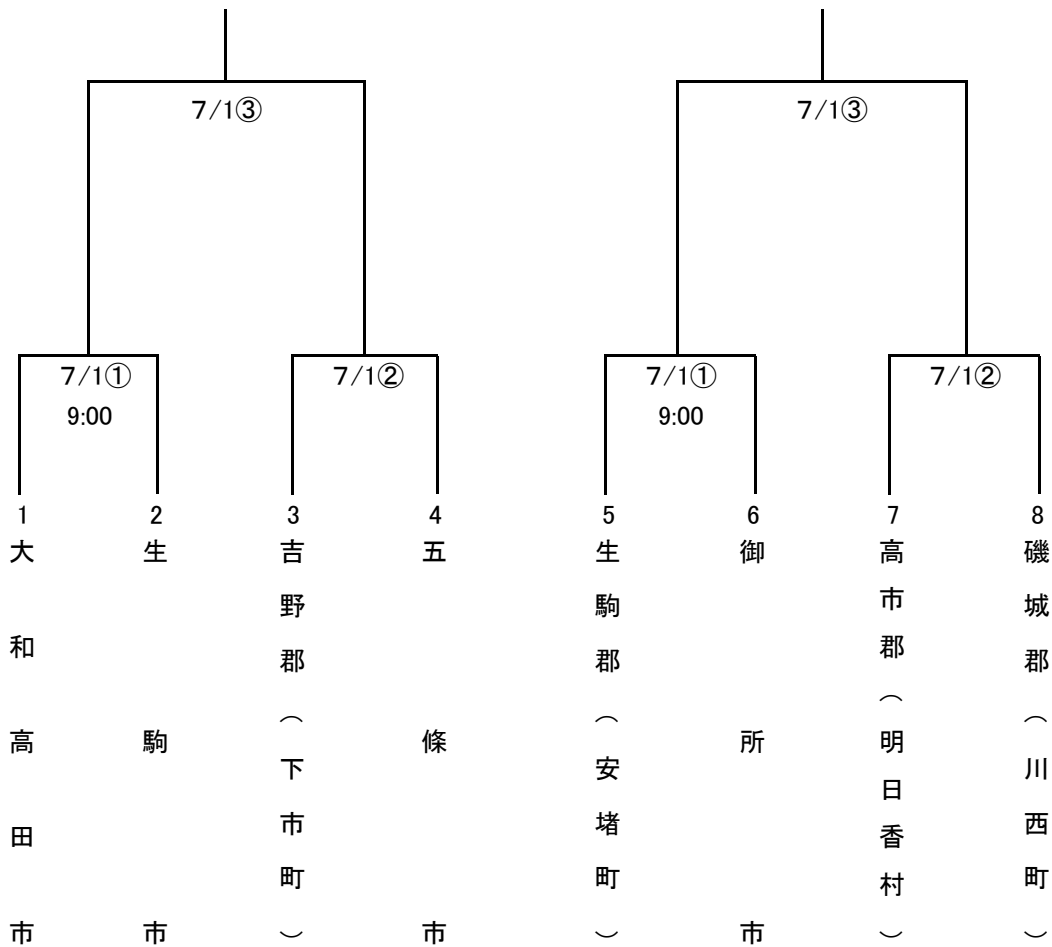 7/1③
7/1③
7/1①
9:00
7/1②
7/1①
9:00
7/1②
1
大和高田市
2
生駒市
3
吉野郡（下市町）
4
五條市
5
生駒郡（安堵町）
6
御所市
7
高市郡（明日香村）
8
磯城郡（川西町）